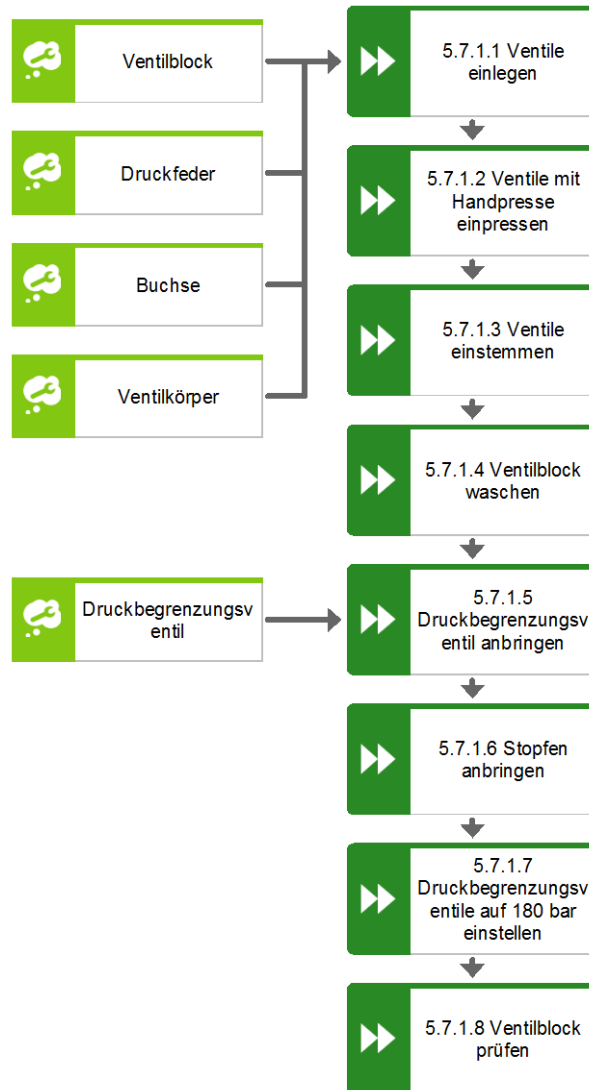 Ventilblock
Druckfeder
Buchse
Ventilkörper
Druckbegrenzungsv
entil
5.7.1.1 Ventile
einlegen
5.7.1.2 Ventile mit
Handpresse
einpressen
5.7.1.3 Ventile
einstemmen
5.7.1.4 Ventilblock
waschen
5.7.1.5
Druckbegrenzungsv
entil anbringen
5.7.1.6 Stopfen
anbringen
5.7.1.7
Druckbegrenzungsv
entile auf 180 bar
einstellen
5.7.1.8 Ventilblock
prüfen